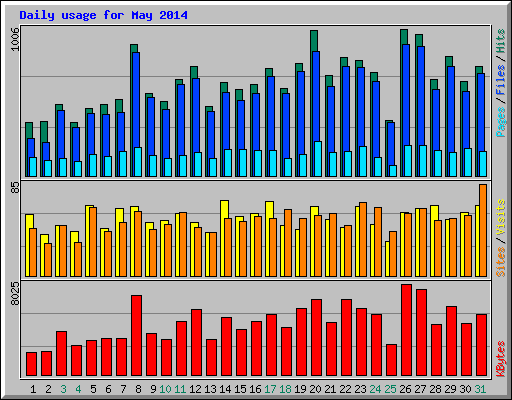 Daily usage for May 2014
1006
Pages / Files / Hits
85
Sites / Visits
8025
KBytes
1 2 3 4 5 6 7 8 9 10 11 12 13 14 15 16 17 18 19 20 21 22 23 24 25 26 27 28 29 30 31